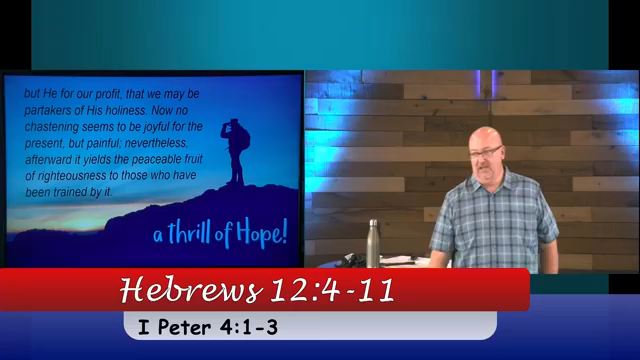 but He for our profit, that we may be
partakers of His holiness. Now no
chastening seems to be joyful for the
present, but painful; nevertheless,
afterward it yields the peaceable fruit
of righteousness to those who have
been trained by it.
a thrill of Hope!
Hebrews 12:4-11
I Peter 4:1-3